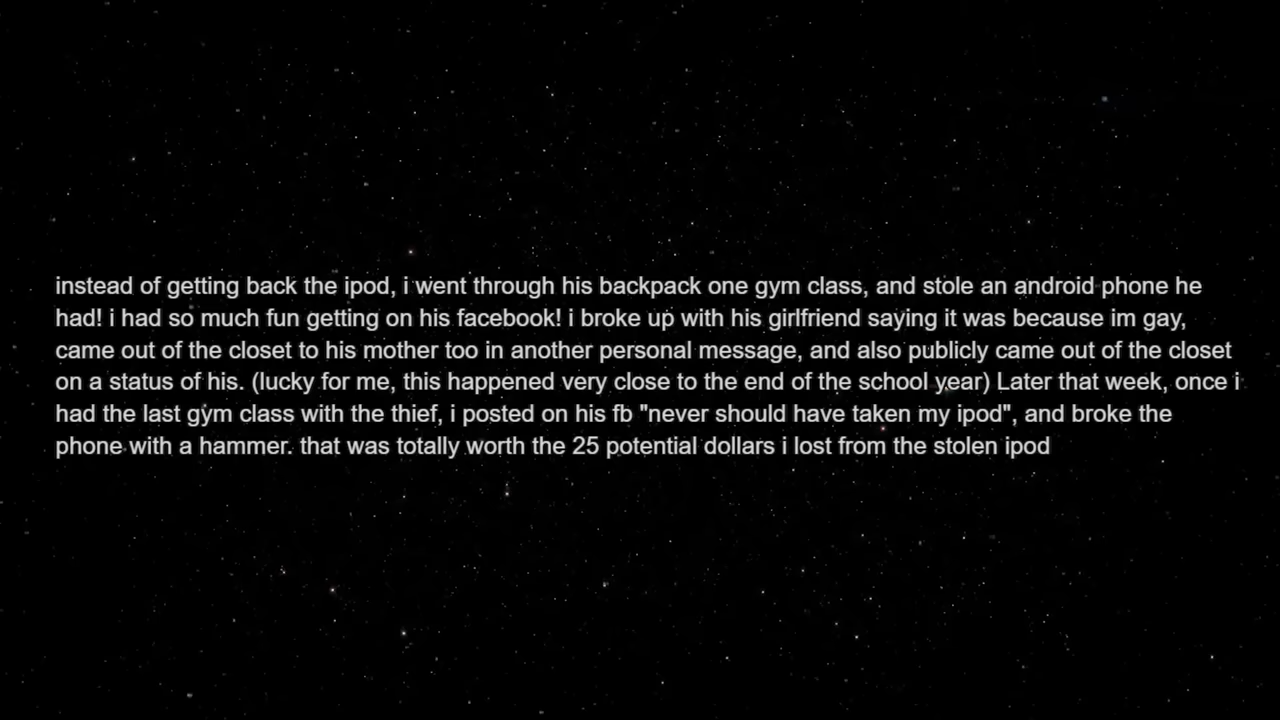 instead of getting back the ipod, i went through his backpack one gym class, and stole an android phone he
had! i had so much fun getting on his facebook! i broke up with his girlfriend saying it was because im gay,
came out of the closet to his mother too in another personal message, and also publicly came out of the closet
on a status of his. (lucky for me, this happened very close to the end of the school year) Later that week, once i
had the last gym class with the thief, i posted on his fb "never should have taken my ipod", and broke the
phone with a hammer. that was totally worth the 25 potential dollars i lost from the stolen ipod